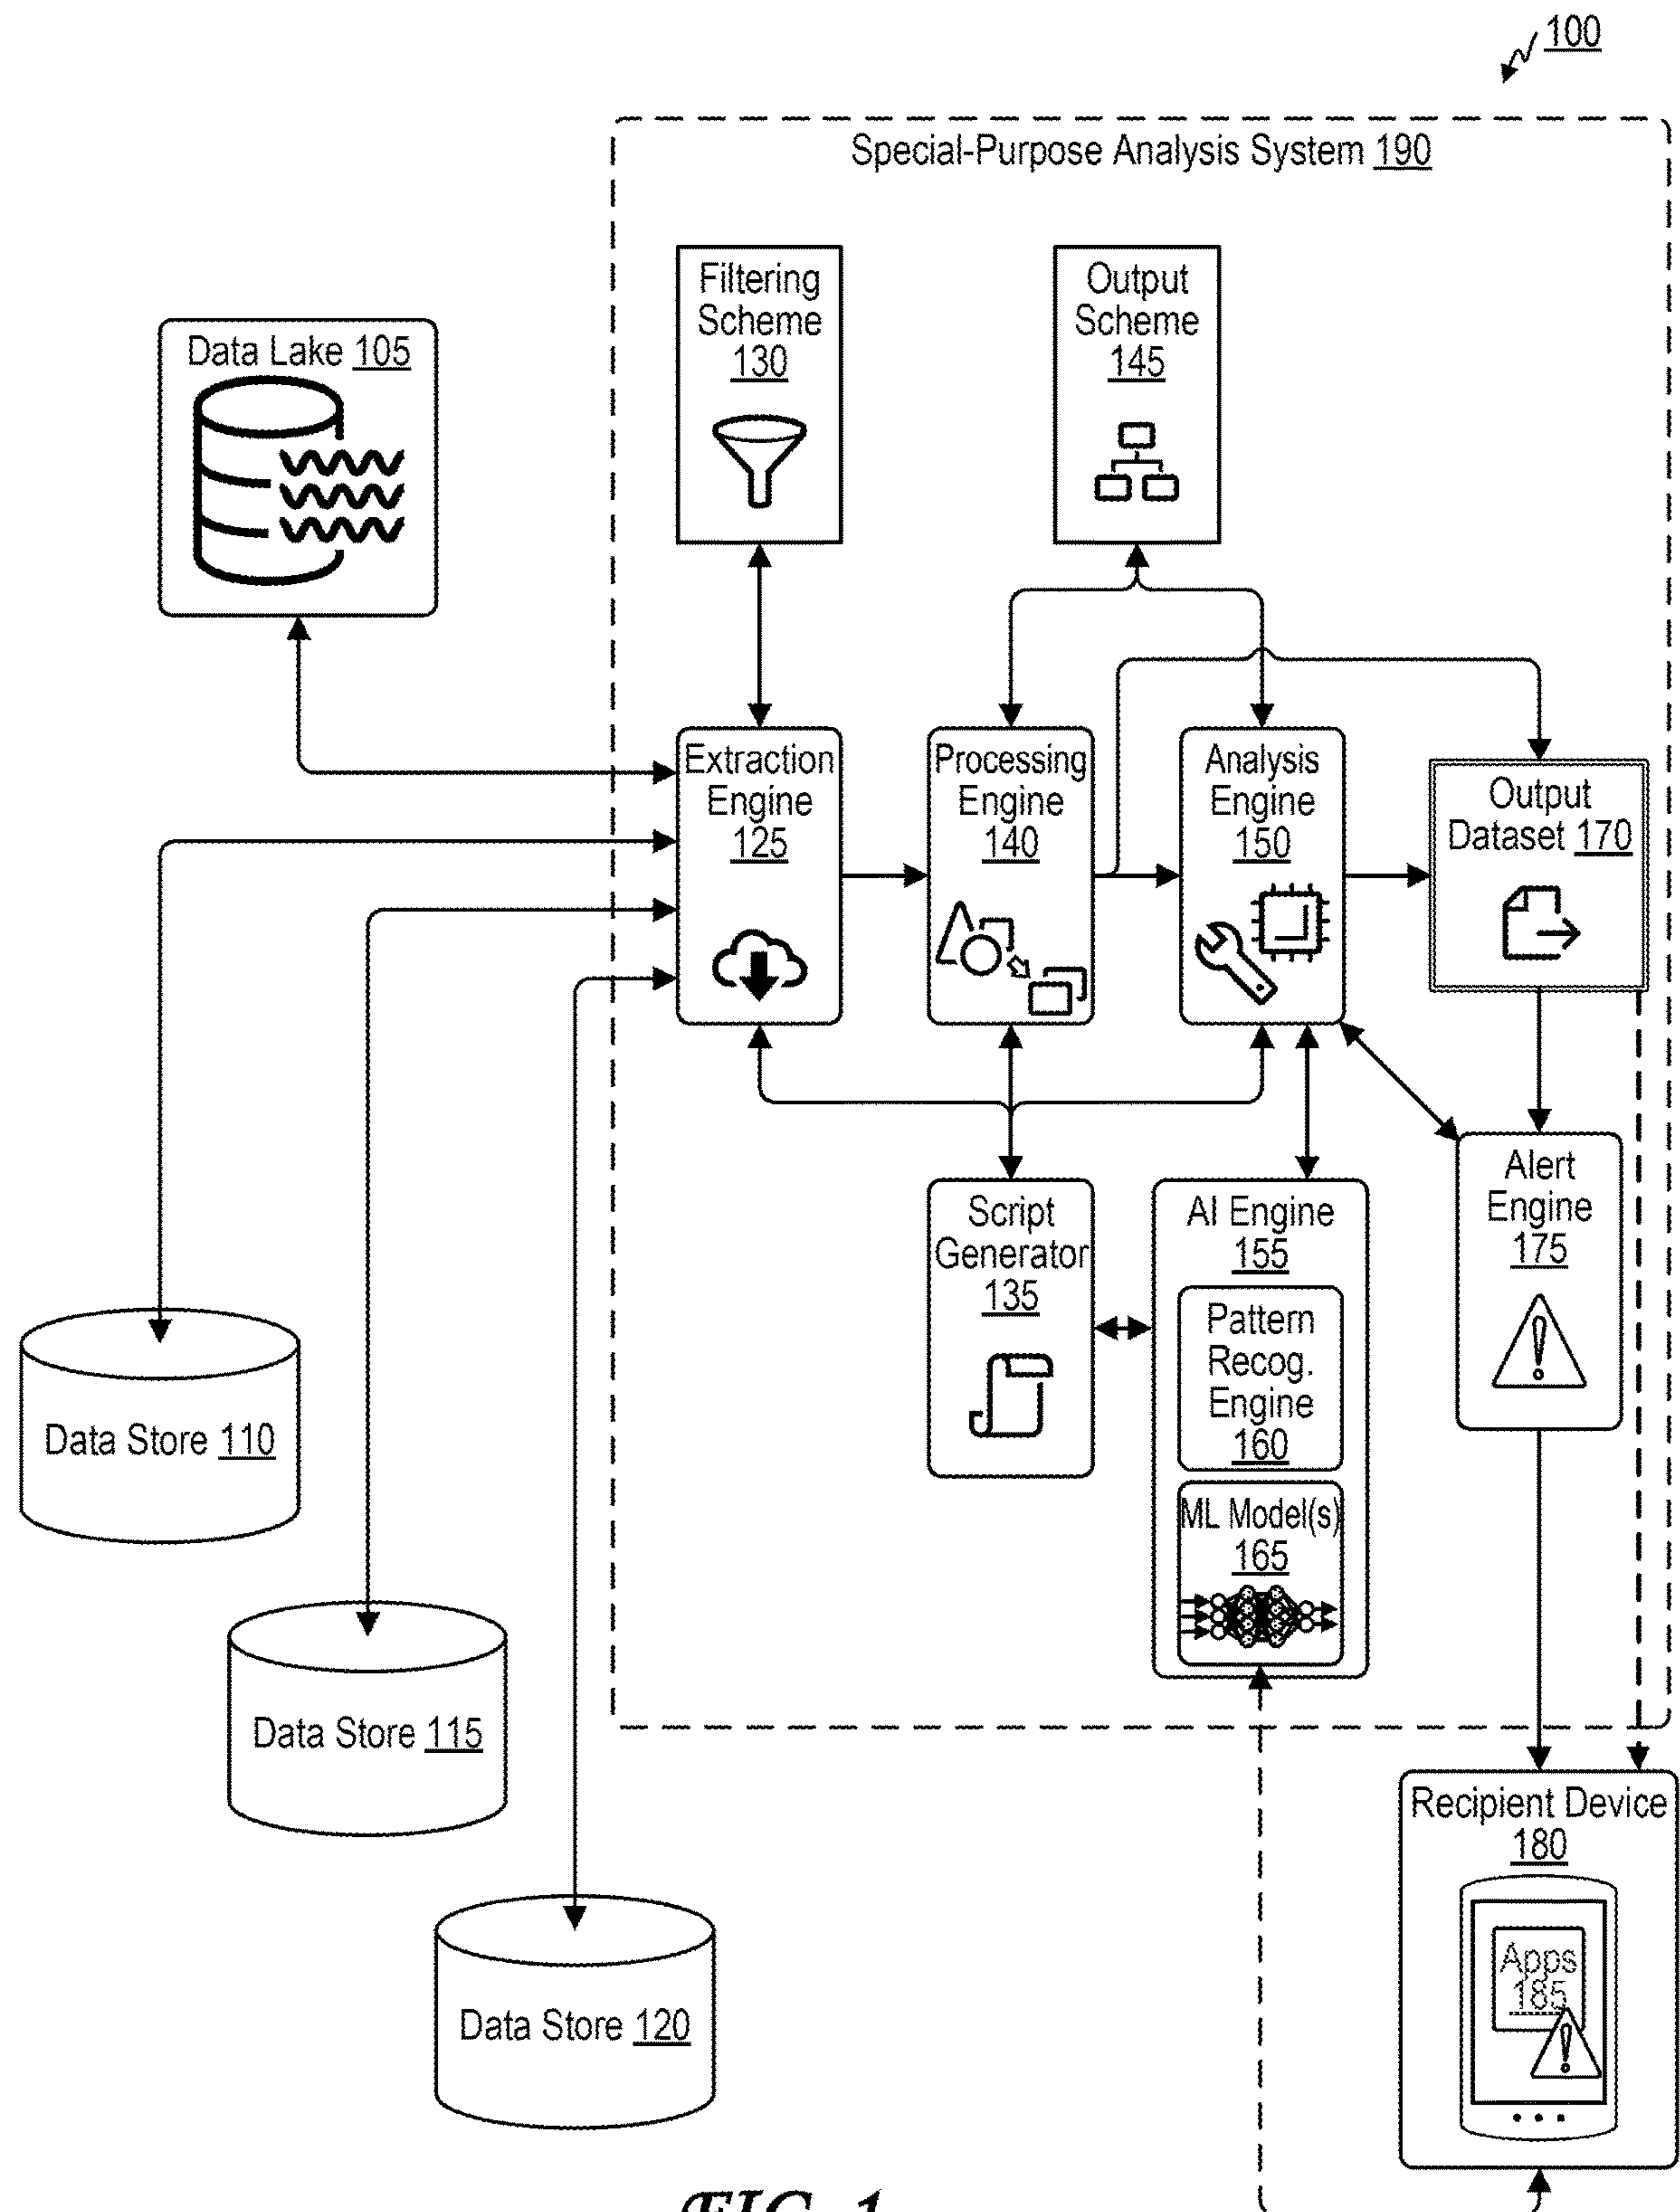 100
Special-Purpose Analysis System 190
Filtering
Scheme
130
Output
Scheme
145
Data Lake 105
Extraction
Engine
125
Processing
Engine
140
Analysis
Engine
150
Output
Dataset 170
Script
Generator
135
AI Engine
155
Pattern
Recog.
Engine
160
ML Model(s)
165
Alert
Engine
175
Data Store 110
Data Store 115
Data Store 120
Recipient Device
180
Apps
185
FIG. 1